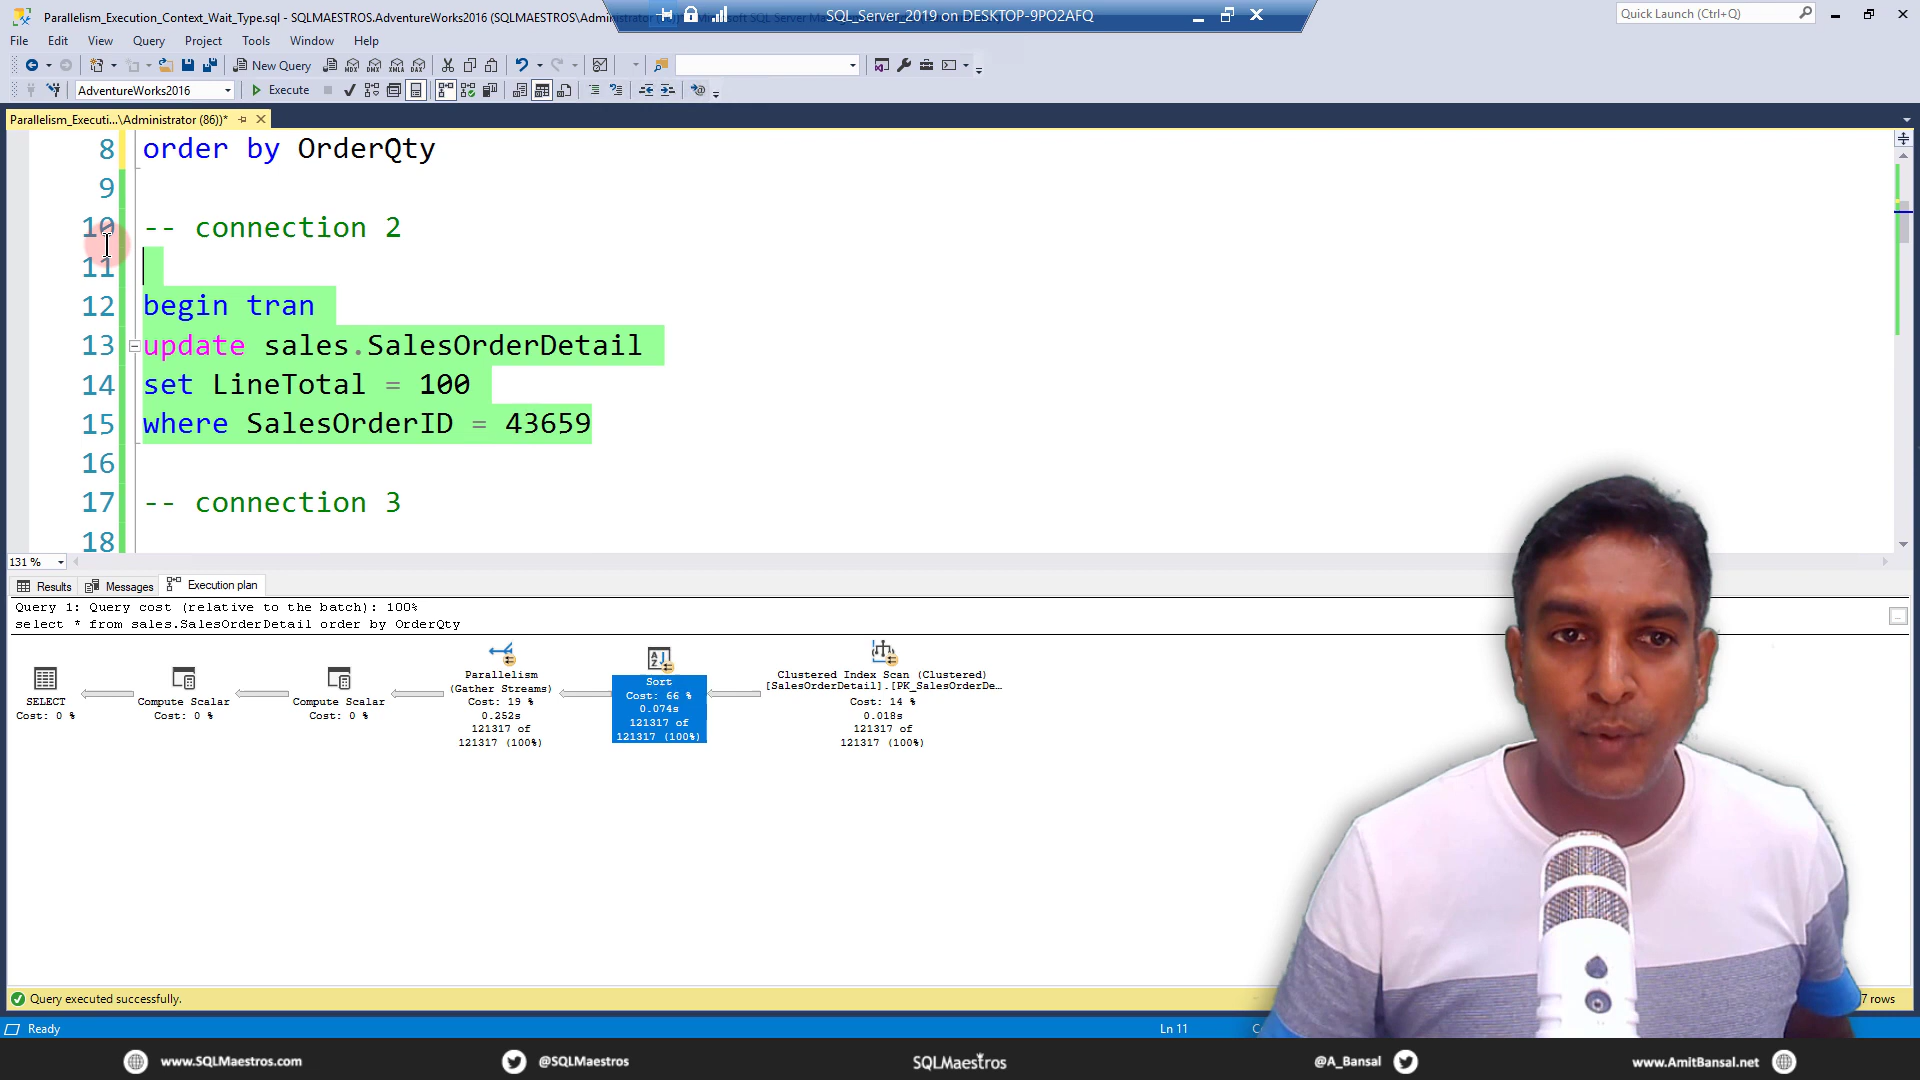 Parallelism_Execution_Context_Wait_Type.sql - SQLMAESTROS.AdventureWorks2016 (SQLMAESTROS\Admin
SQL_Server_2019 on DESKTOP-9PO2AFQ
Quick Launch (Ctrl+Q)
File Edit View Query Project Tools Window Help
New Query
AdventureWorks2016
Execute
Parallelism_Executi...\Administrator (86))*
8 order by OrderQty
9
10 -- connection 2
11
12 begin tran
13 update sales.SalesOrderDetail
14 set LineTotal = 100
15 where SalesOrderID = 43659
16
17 -- connection 3
18
131 %
Results Messages Execution plan
Query 1: Query cost (relative to the batch): 100%
select * from sales.SalesOrderDetail order by OrderQty
SELECT
Cost: 0 %
Compute Scalar
Cost: 0 %
Compute Scalar
Cost: 0 %
Parallelism
(Gather Streams)
Cost: 19 %
0.252s
121317 of
121317 (100%)
Sort
Cost: 66 %
0.074s
121317 of
121317 (100%)
Clustered Index Scan (Clustered)
[SalesOrderDetail].[PK_SalesOrderDe...
Cost: 14 %
0.018s
121317 of
121317 (100%)
Query executed successfully.
7 rows
Ready
Ln 11
www.SQLMaestros.com
@SQLMaestros
SQLMaestros
@A_Bansal
www.AmitBansal.net